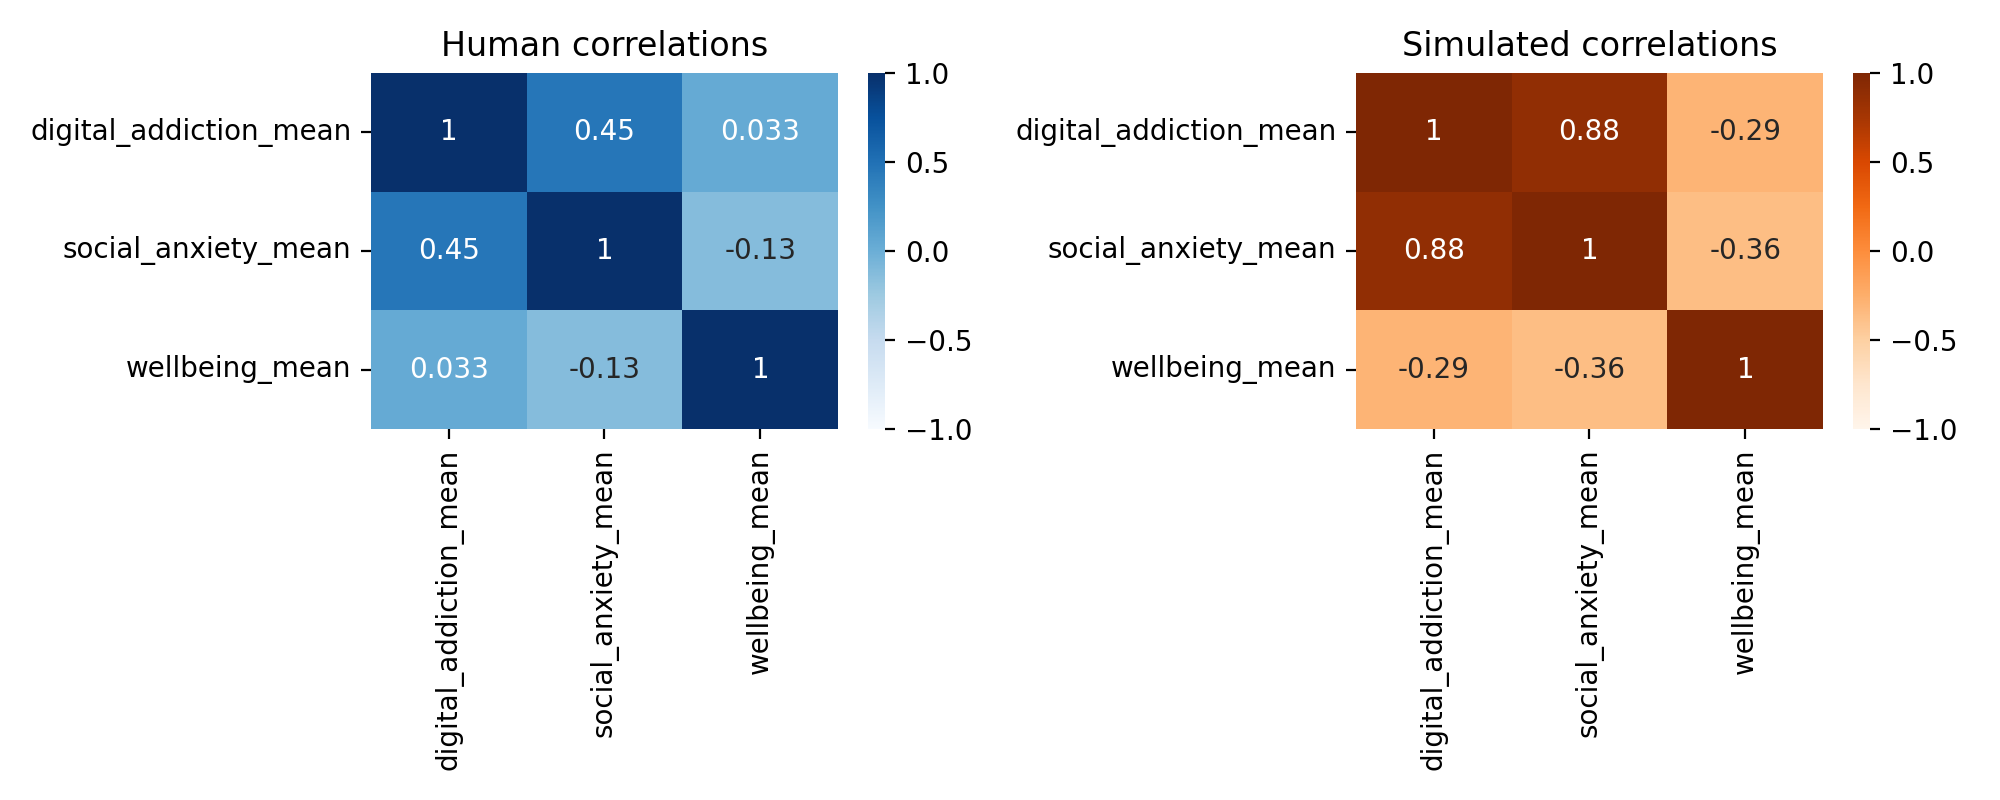 Human correlations
digital_addiction_mean
social_anxiety_mean
wellbeing_mean
1 0.45 0.033
0.45 1 -0.13
0.033 -0.13 1
digital_addiction_mean
social_anxiety_mean
wellbeing_mean
1.0
0.5
0.0
−0.5
−1.0
Simulated correlations
digital_addiction_mean
social_anxiety_mean
wellbeing_mean
1 0.88 -0.29
0.88 1 -0.36
-0.29 -0.36 1
digital_addiction_mean
social_anxiety_mean
wellbeing_mean
1.0
0.5
0.0
−0.5
−1.0